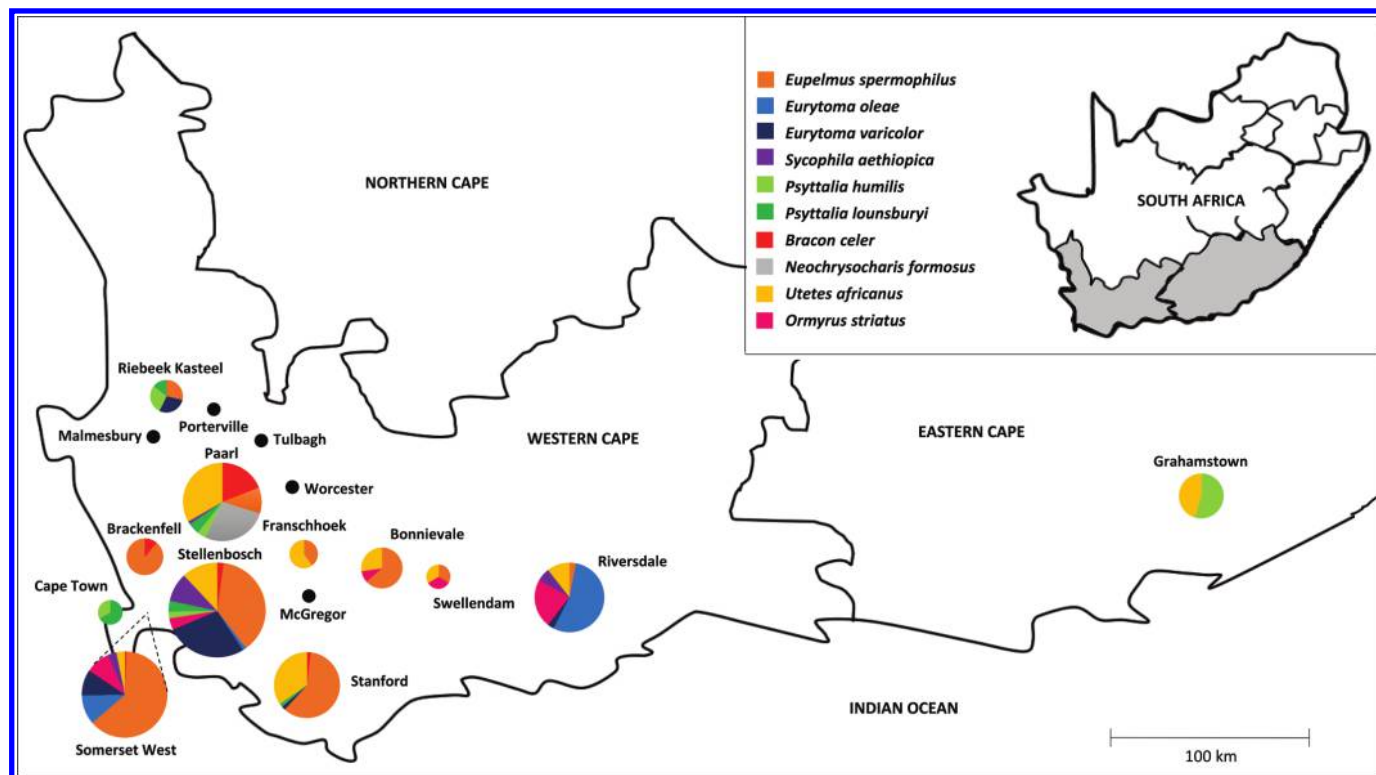 NORTHERN CAPE
Eupelmus spermophilus
Eurytoma oleae
Eurytoma varicolor
Sycophila aethiopica
Psyttalia humilis
Psyttalia lounsburyi
Bracon celer
Neochrysocharis formosus
Utetes africanus
Ormyrus striatus
SOUTH AFRICA
Riebeek Kasteel
Porterville
Malmesbury
Tulbagh
WESTERN CAPE
EASTERN CAPE
Paarl
Grahamstown
Worcester
Brackenfell
Franschhoek
Bonnievale
Stellenbosch
Riversdale
Cape Town
Swellendam
McGregor
Stanford
INDIAN OCEAN
Somerset West
100 km